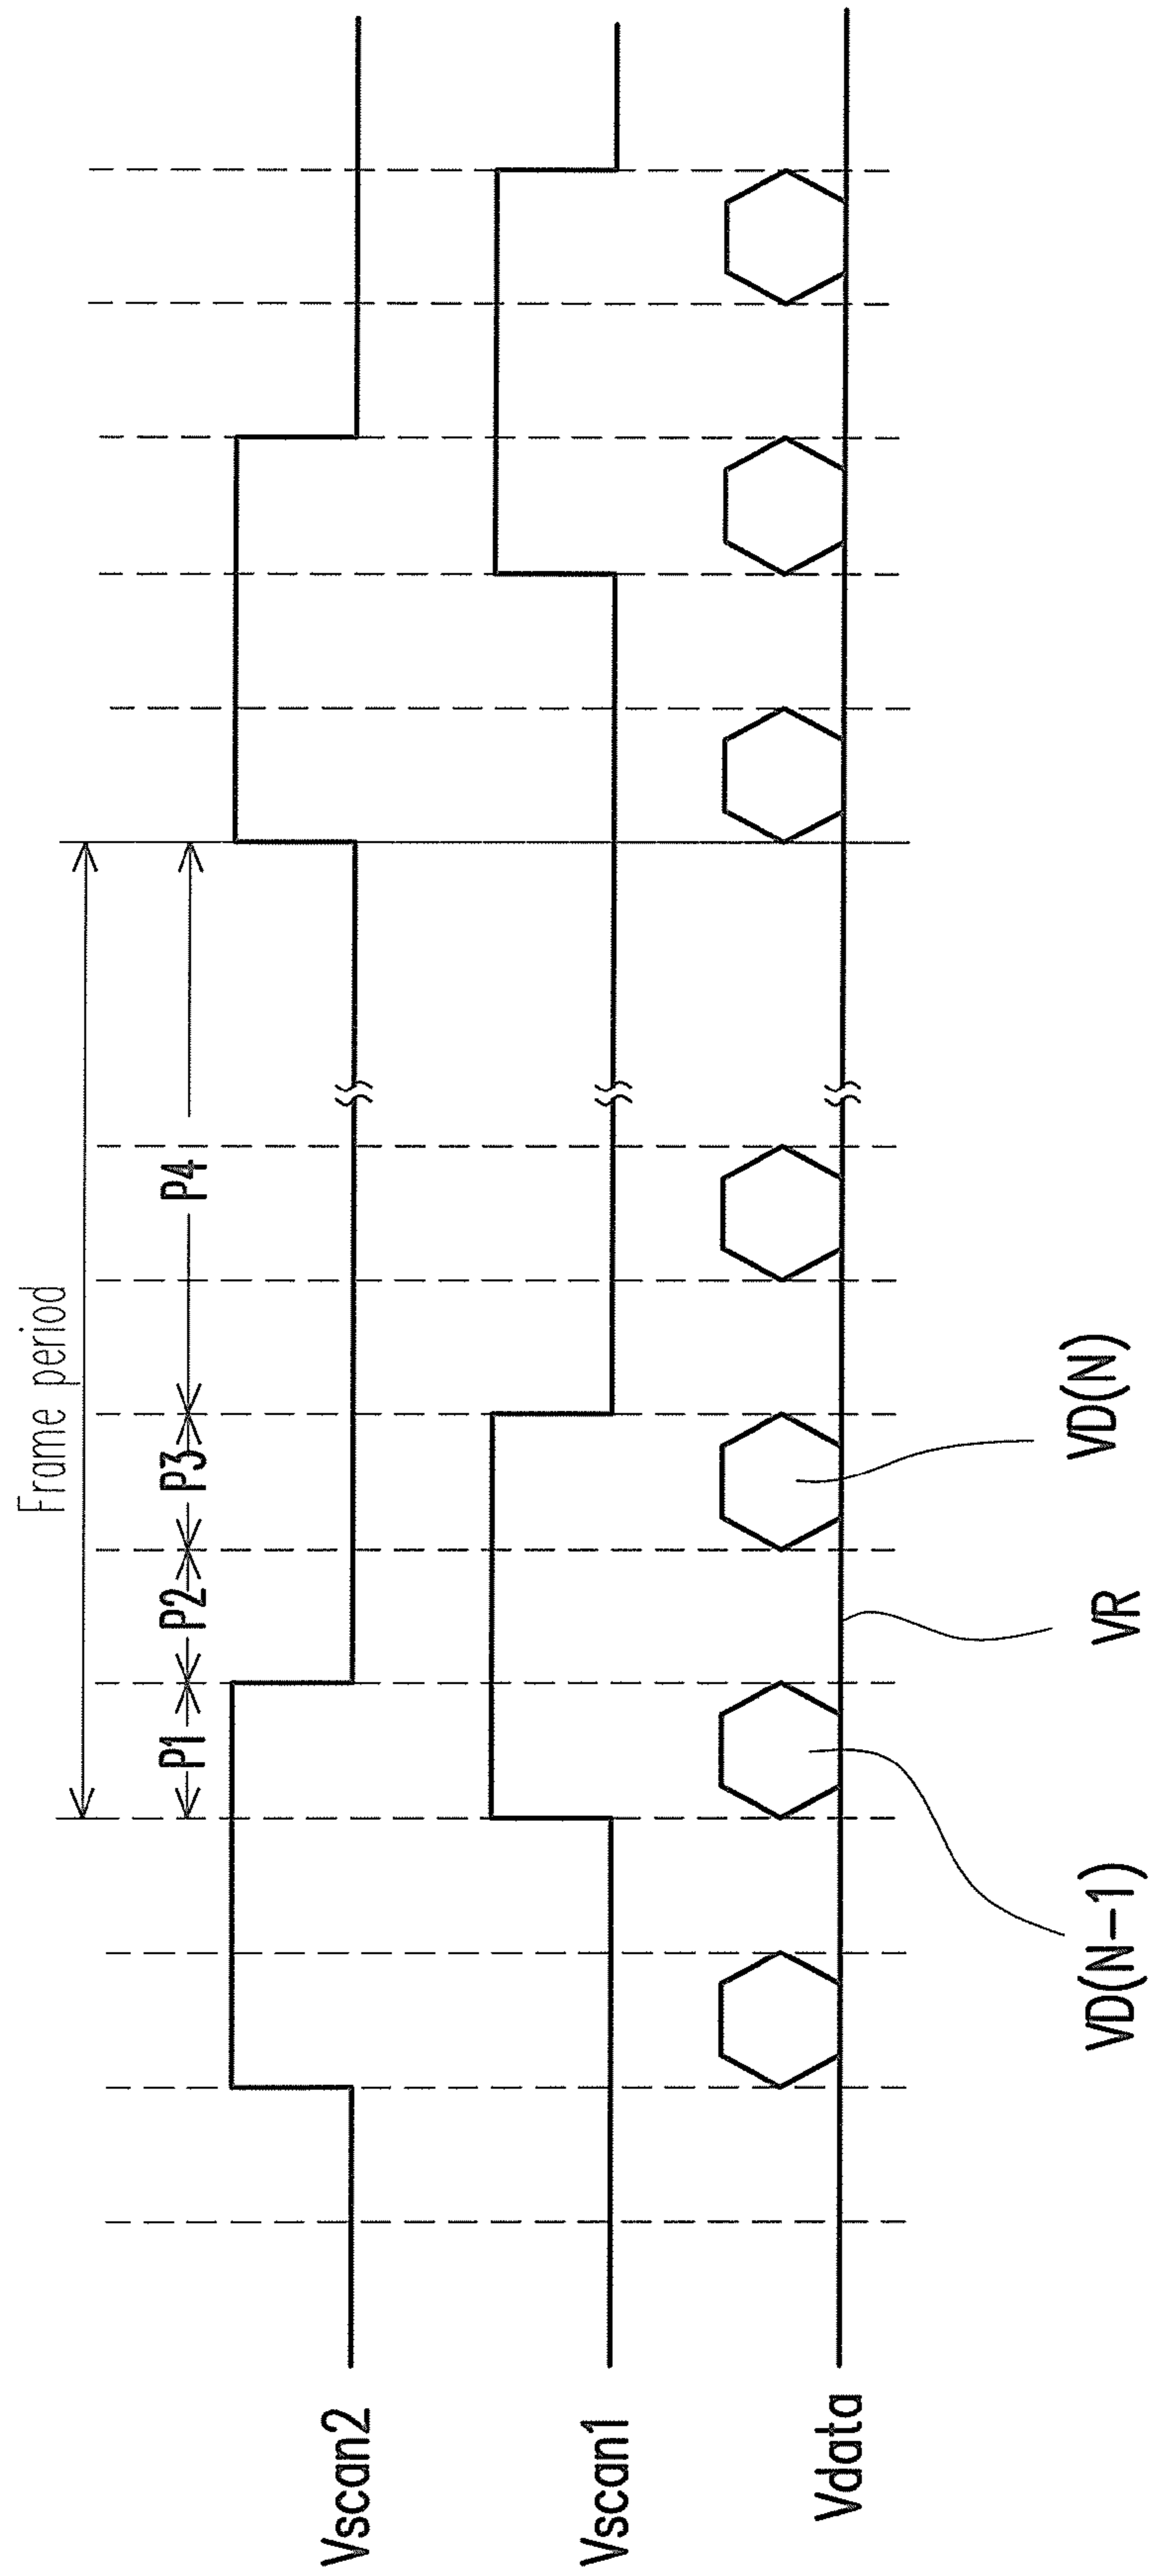 Frame period
P1
P2
P3
P4
Vscan2
Vscan1
Vdata
VD(N-1)
VR
VD(N)